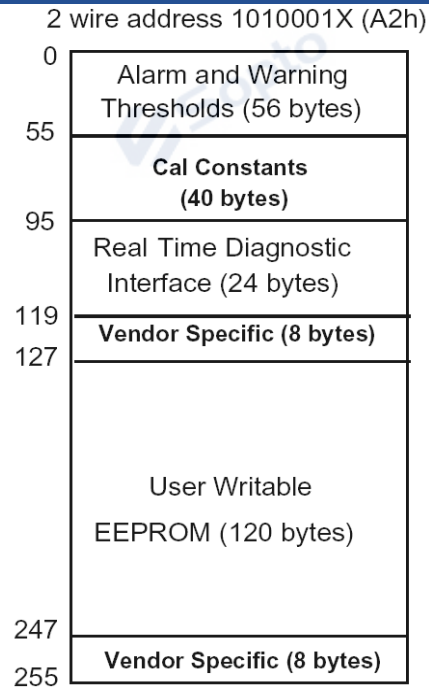 2 wire address 1010001X (A2h)
0
Alarm and Warning
Thresholds (56 bytes)
55
Cal Constants
(40 bytes)
95
Real Time Diagnostic
Interface (24 bytes)
119
Vendor Specific (8 bytes)
127
User Writable
EEPROM (120 bytes)
247
Vendor Specific (8 bytes)
255
Sopto